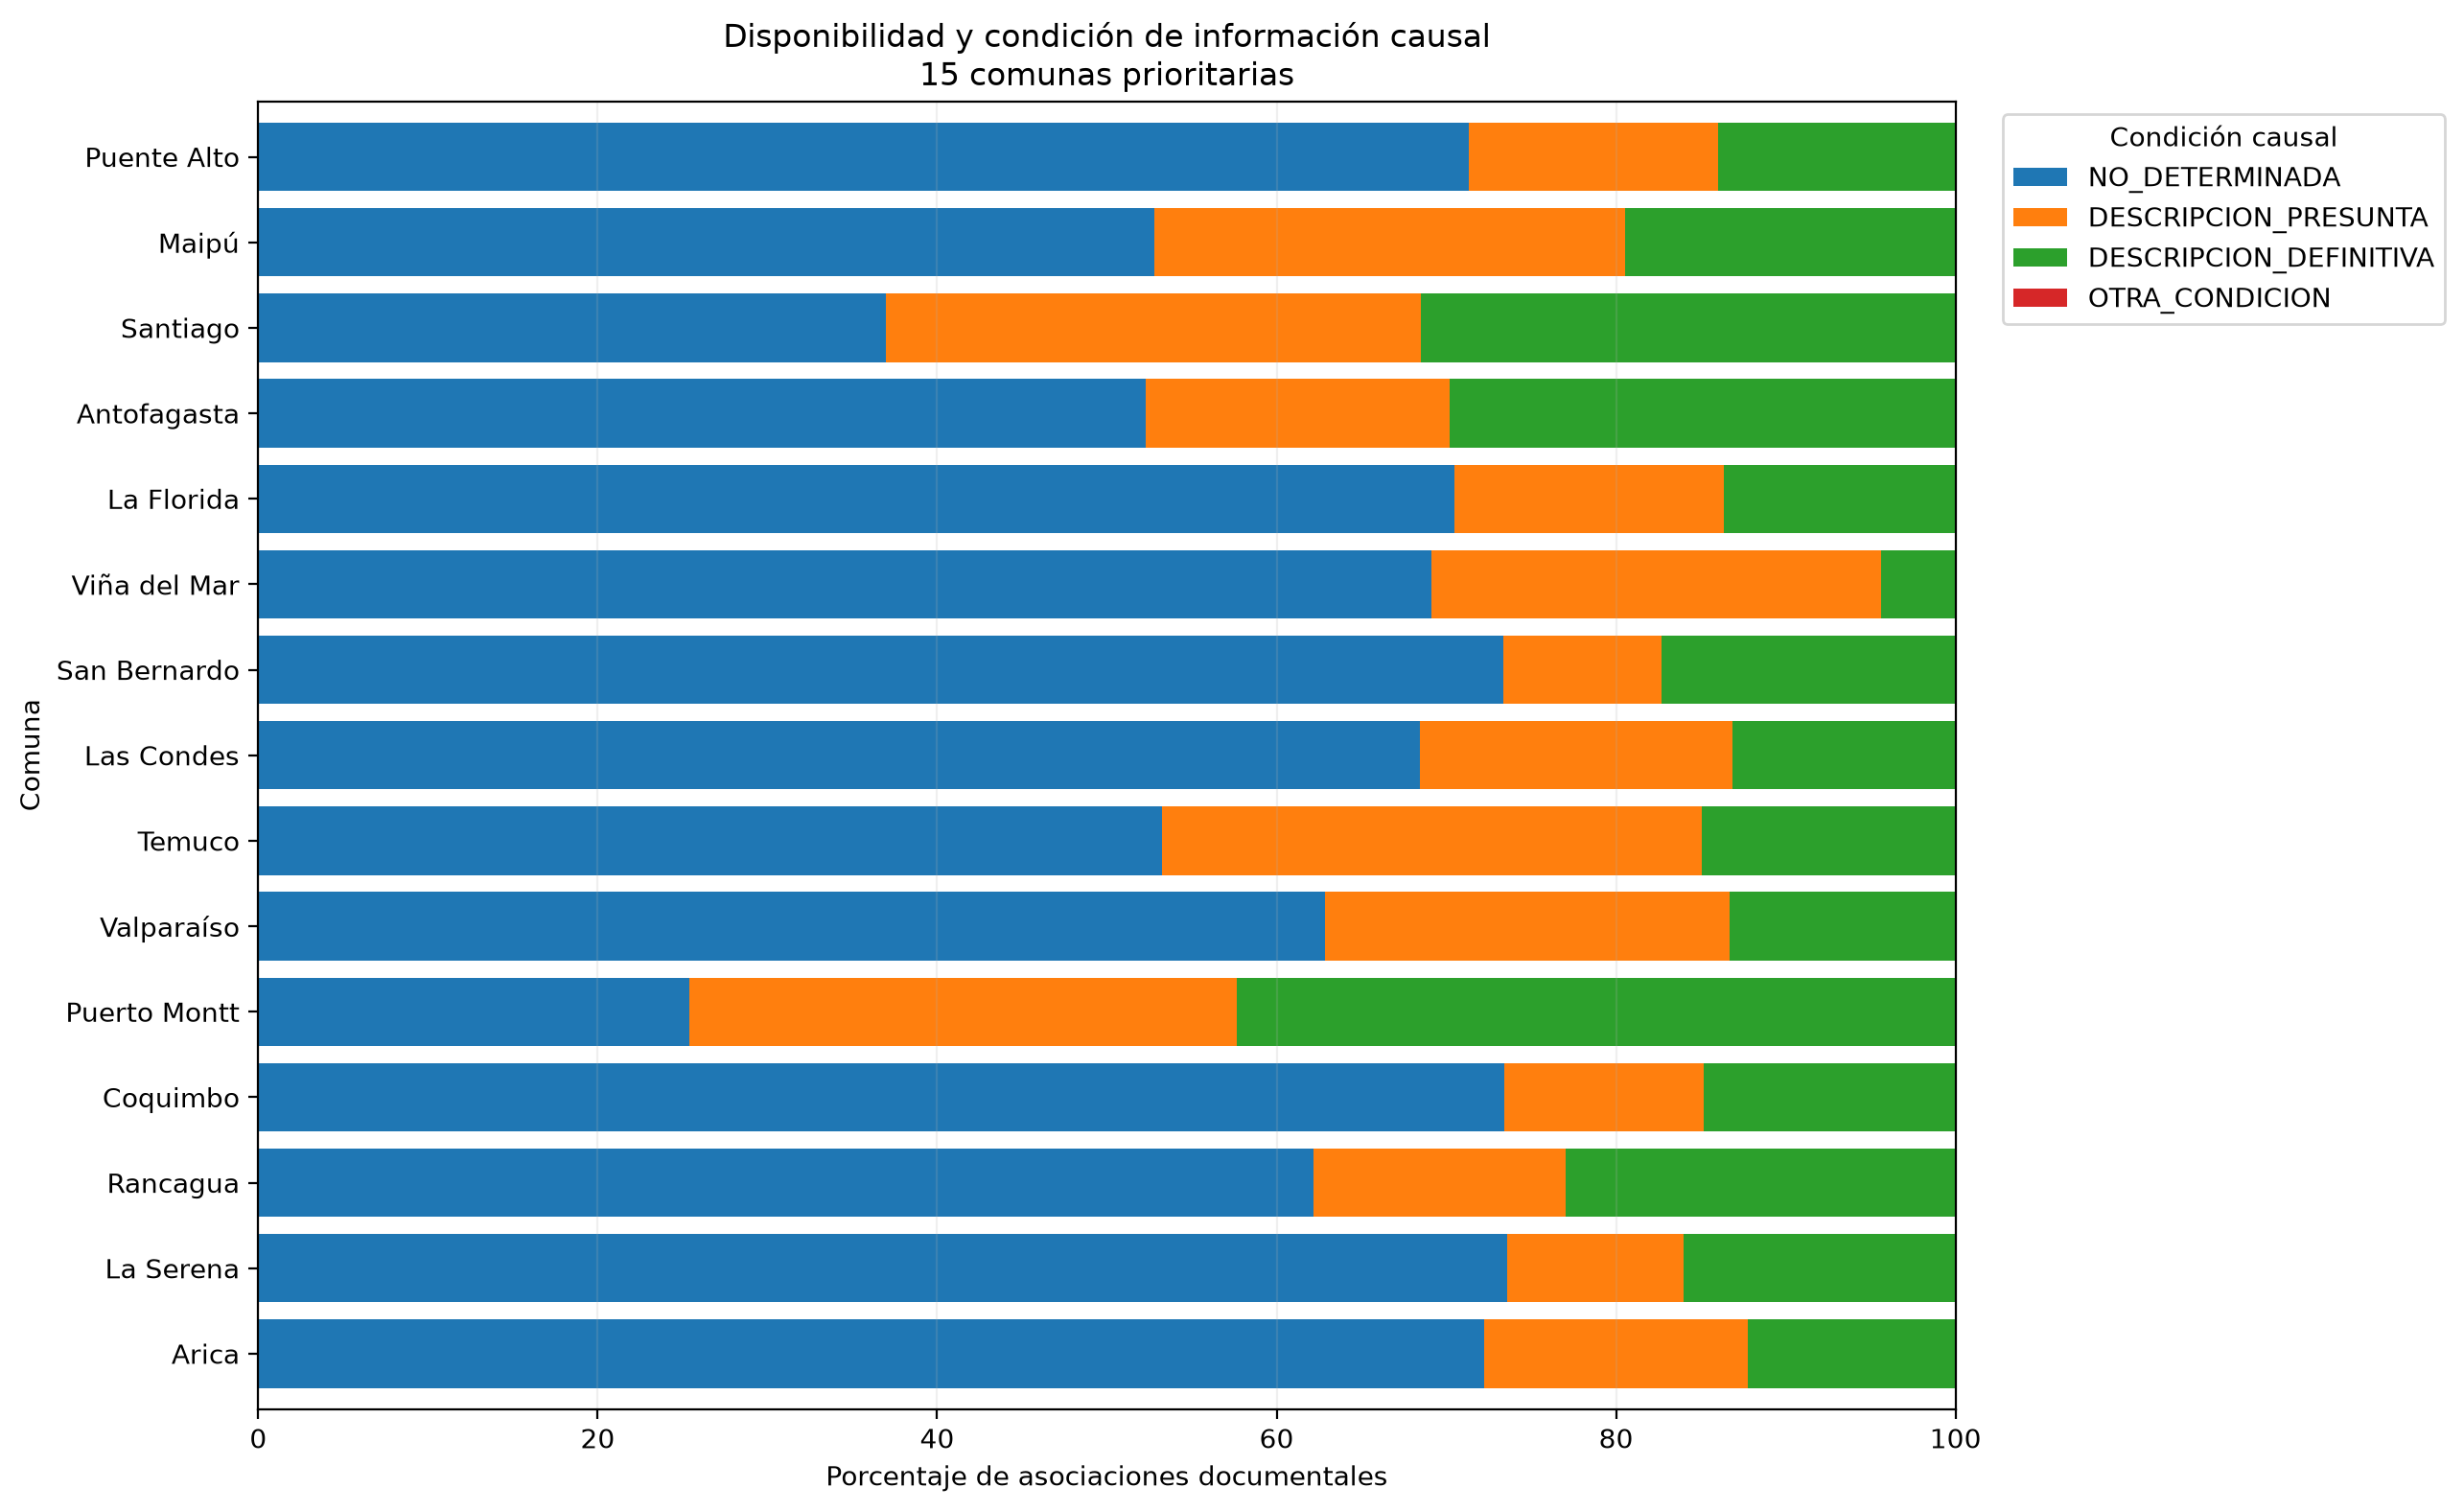 Disponibilidad y condición de información causal
15 comunas prioritarias
Condición causal
NO_DETERMINADA
DESCRIPCION_PRESUNTA
DESCRIPCION_DEFINITIVA
OTRA_CONDICION
Comuna
Puente Alto
Maipú
Santiago
Antofagasta
La Florida
Viña del Mar
San Bernardo
Las Condes
Temuco
Valparaíso
Puerto Montt
Coquimbo
Rancagua
La Serena
Arica
0 20 40 60 80 100
Porcentaje de asociaciones documentales